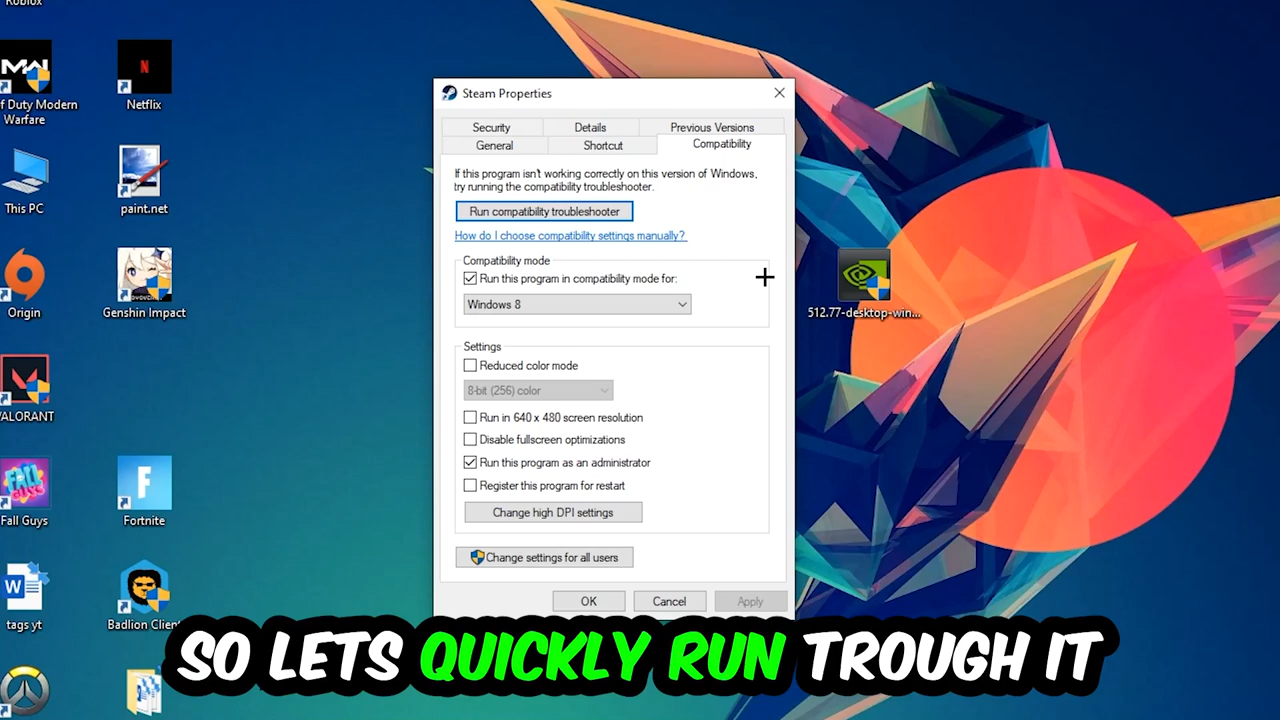 Roblox
f Duty Modern
Warfare
Netflix
This PC
paint.net
Origin
Genshin Impact
VALORANT
Fall Guys
Fortnite
tags yt
Badlion Client
MW
N
W
512.77-desktop-win...
Steam Properties
Security
Details
Previous Versions
General
Shortcut
Compatibility
If this program isn't working correctly on this version of Windows,
try running the compatibility troubleshooter.
Run compatibility troubleshooter
How do I choose compatibility settings manually?
Compatibility mode
Run this program in compatibility mode for:
Windows 8
Settings
Reduced color mode
8-bit (256) color
Run in 640 x 480 screen resolution
Disable fullscreen optimizations
Run this program as an administrator
Register this program for restart
Change high DPI settings
Change settings for all users
OK
Cancel
Apply
SO LETS QUICKLY RUN TROUGH IT